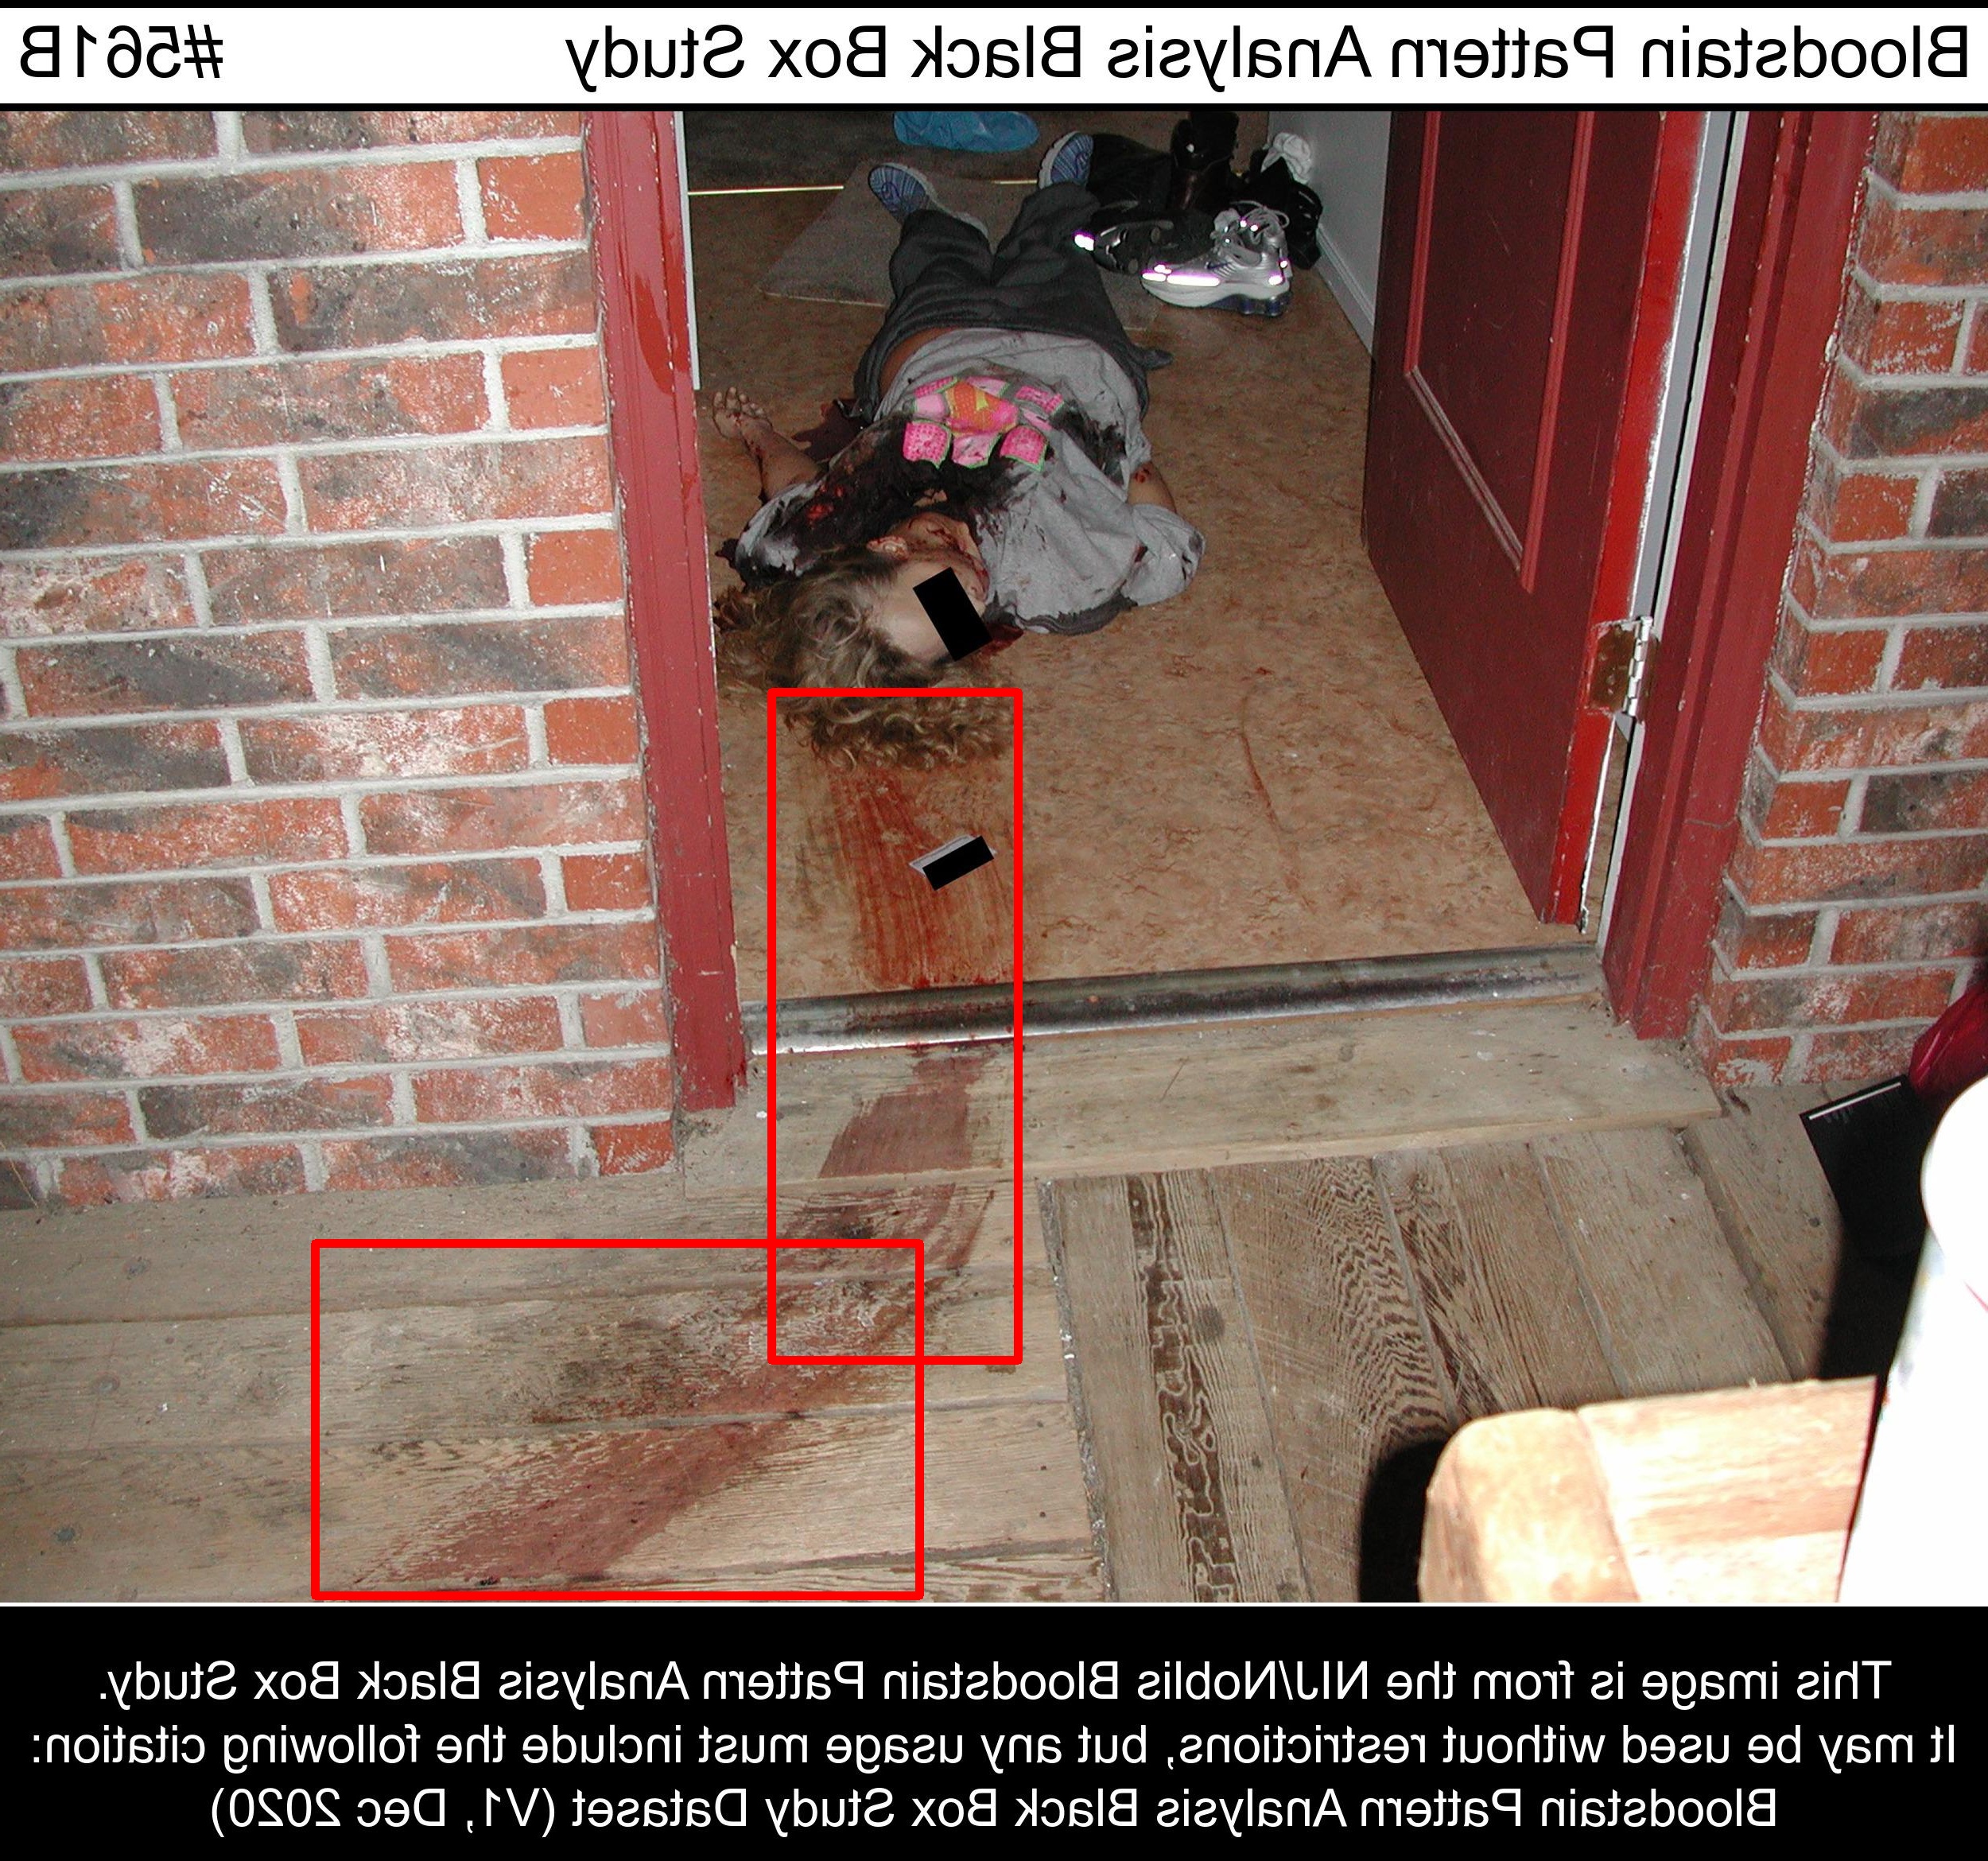 Bloodstain Pattern Analysis Black Box Study #561B
This image is from the NIJ/Noblis Bloodstain Pattern Analysis Black Box Study.
It may be used without restrictions, but any usage must include the following citation:
Bloodstain Pattern Analysis Black Box Study Dataset (V1, Dec 2020)